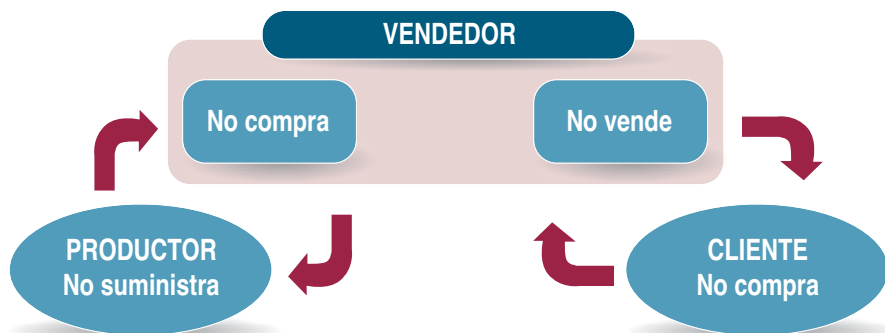 VENDEDOR
No compra
No vende
PRODUCTOR
No suministra
CLIENTE
No compra